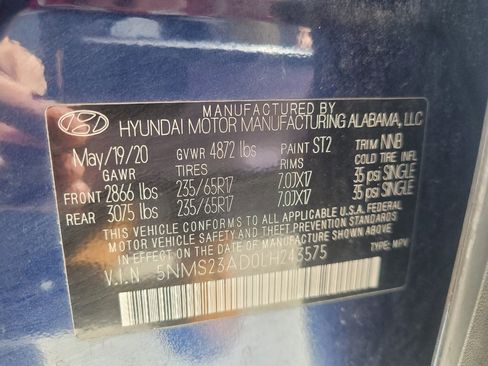 MANUFACTURED BY
HYUNDAI MOTOR MANUFACTURING ALABAMA, LLC
May/19/20 GVWR 4872 lbs PAINT ST2 TRIM NNB
GAWR TIRES RIMS COLD TIRE INFL
FRONT 2866 lbs 235/65R17 7.0JX17 35 psi SINGLE
REAR 3075 lbs 235/65R17 7.0JX17 35 psi SINGLE
THIS VEHICLE CONFORMS TO ALL APPLICABLE U.S.A. FEDERAL
MOTOR VEHICLE SAFETY AND THEFT PREVENTION STANDARDS
IN EFFECT ON THE DATE OF MANUFACTURE SHOWN ABOVE
V.I.N. 5NMS23AD0LH243575 TYPE: MPV